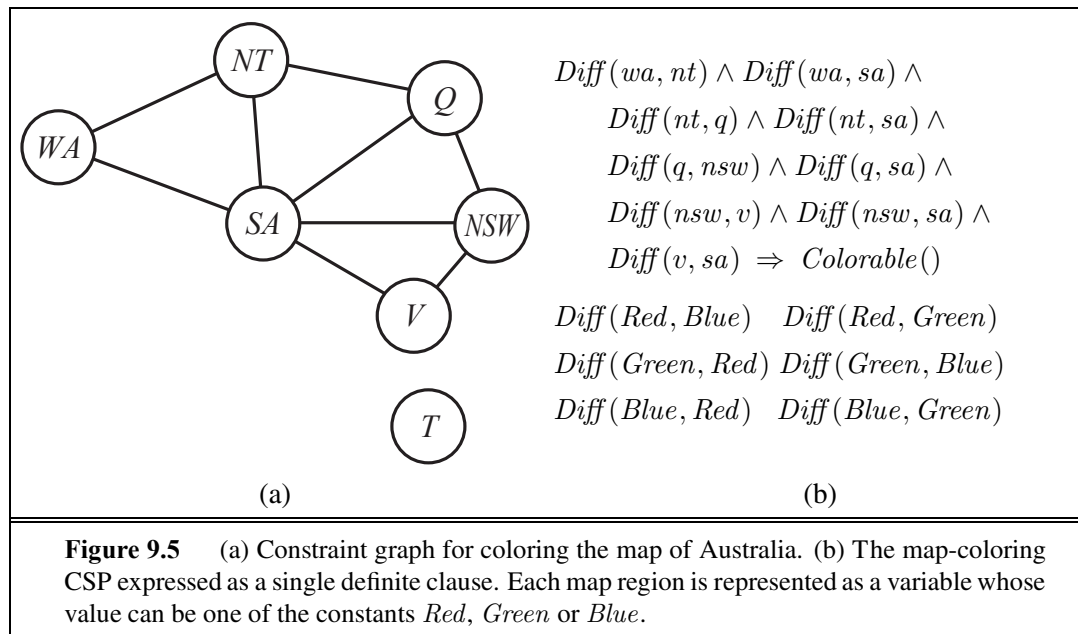 NT
Q
WA
SA
NSW
V
T
(a)
Diff(wa, nt) ∧ Diff(wa, sa) ∧
Diff(nt, q) ∧ Diff(nt, sa) ∧
Diff(q, nsw) ∧ Diff(q, sa) ∧
Diff(nsw, v) ∧ Diff(nsw, sa) ∧
Diff(v, sa) ⇒ Colorable()
Diff(Red, Blue) Diff(Red, Green)
Diff(Green, Red) Diff(Green, Blue)
Diff(Blue, Red) Diff(Blue, Green)
(b)
Figure 9.5 (a) Constraint graph for coloring the map of Australia. (b) The map-coloring
CSP expressed as a single definite clause. Each map region is represented as a variable whose
value can be one of the constants Red, Green or Blue.